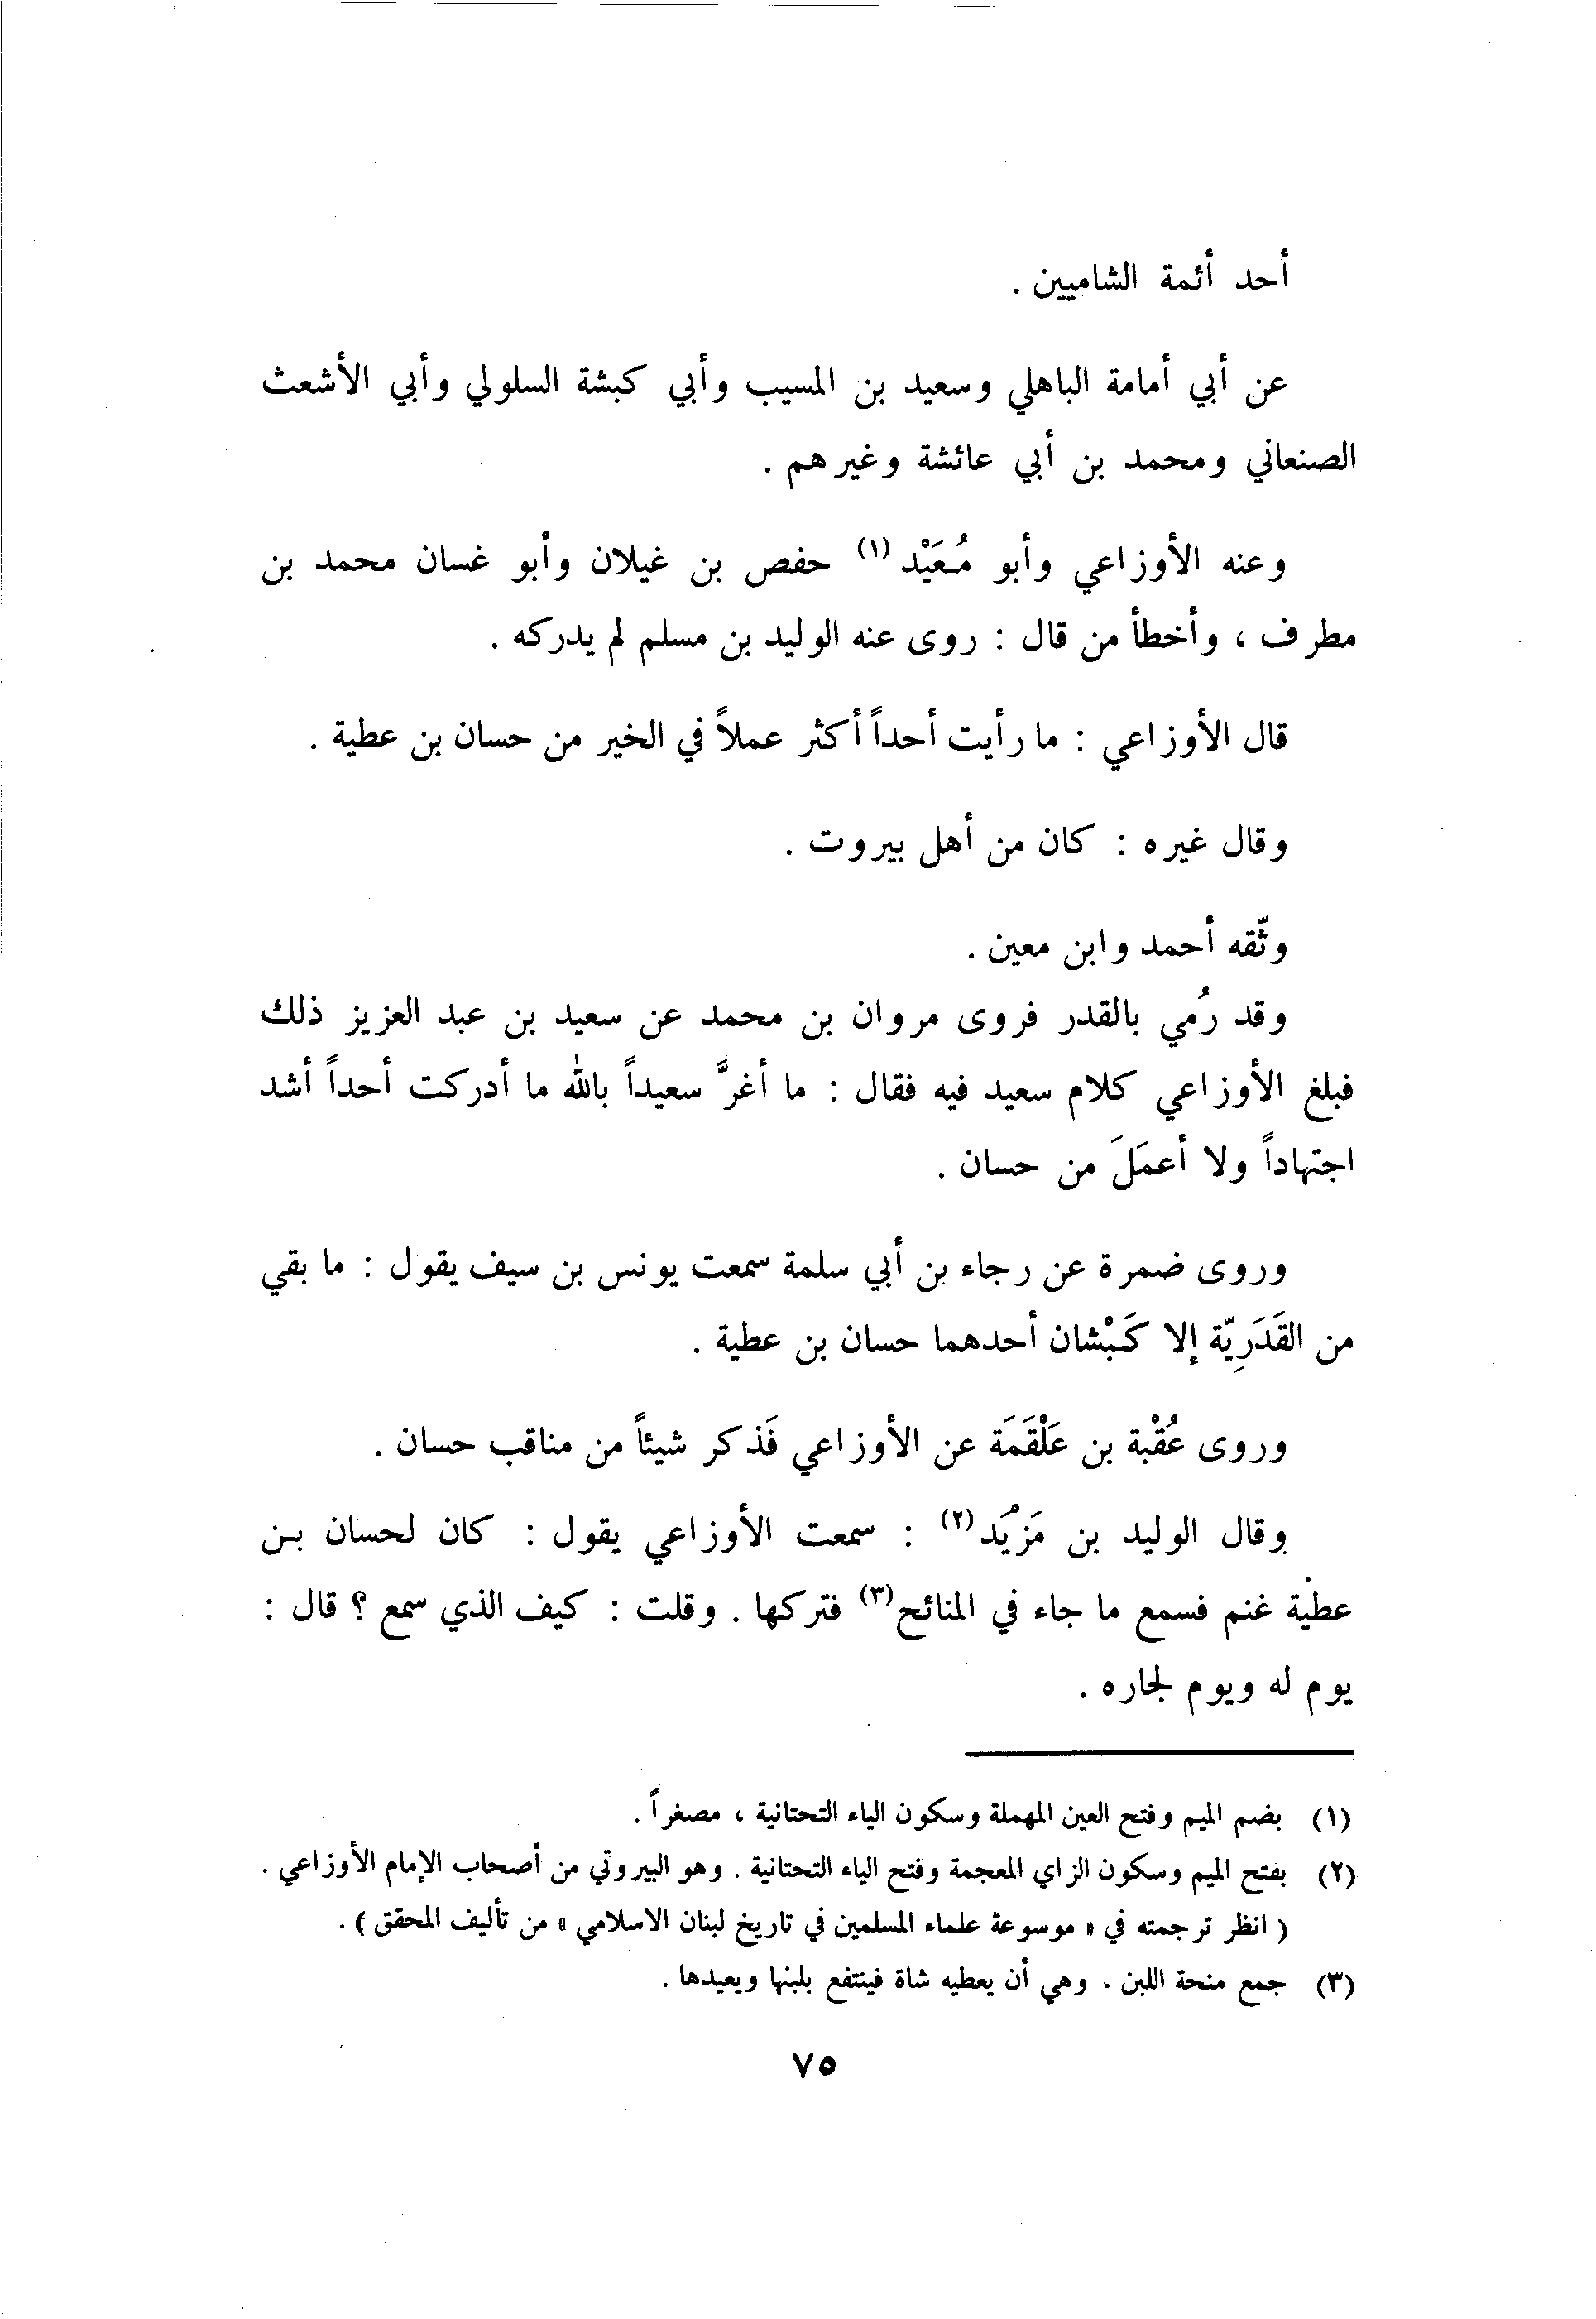 أحد أئمة الشاميين .
عن أبي أمامة الباهلي وسعيد بن المسيب وأبي كبشة السلولي وأبي الأشعث
الصنعاني ومحمد بن أبي عائشة وغيرهم .
وعنه الأوزاعي وأبو مُعَيْد (١) حفص بن غيلان وأبو غسان محمد بن
مطرف ، وأخطأ من قال : روى عنه الوليد بن مسلم لم يدركه .
قال الأوزاعي : ما رأيت أحداً أكثر عملاً في الخير من حسان بن عطية .
وقال غيره : كان من أهل بيروت .
وثّقه أحمد وابن معين .
وقد رُمي بالقدر فروى مروان بن محمد عن سعيد بن عبد العزيز ذلك
فبلغ الأوزاعي كلام سعيد فيه فقال : ما أغرَّ سعيداً بالله ما أدركت أحداً أشد
اجتهاداً ولا أعمَلَ من حسان .
وروى ضمرة عن رجاء بن أبي سلمة سمعت يونس بن سيف يقول : ما بقي
من القَدَرِيّة إلا كَبْشان أحدهما حسان بن عطية .
وروى عُقْبة بن عَلْقَمَة عن الأوزاعي فَذكر شيئاً من مناقب حسان .
وقال الوليد بن مَزْيَد (٢) : سمعت الأوزاعي يقول : كان لحسان بن
عطية غنم فسمع ما جاء في المنائح (٣) فتركها . وقلت : كيف الذي سمع ؟ قال :
يوم له ويوم لجاره .
(١) بضم الميم وفتح العين المهملة وسكون الياء التحتانية ، مصغراً .
(٢) بفتح الميم وسكون الزاي المعجمة وفتح الياء التحتانية . وهو البيروتي من أصحاب الإمام الأوزاعي .
( انظر ترجمته في « موسوعة علماء المسلمين في تاريخ لبنان الاسلامي » من تأليف المحقق ) .
(٣) جمع منحة اللبن . وهي أن يعطيه شاة فينتفع بلبنها ويعيدها .
٧٥